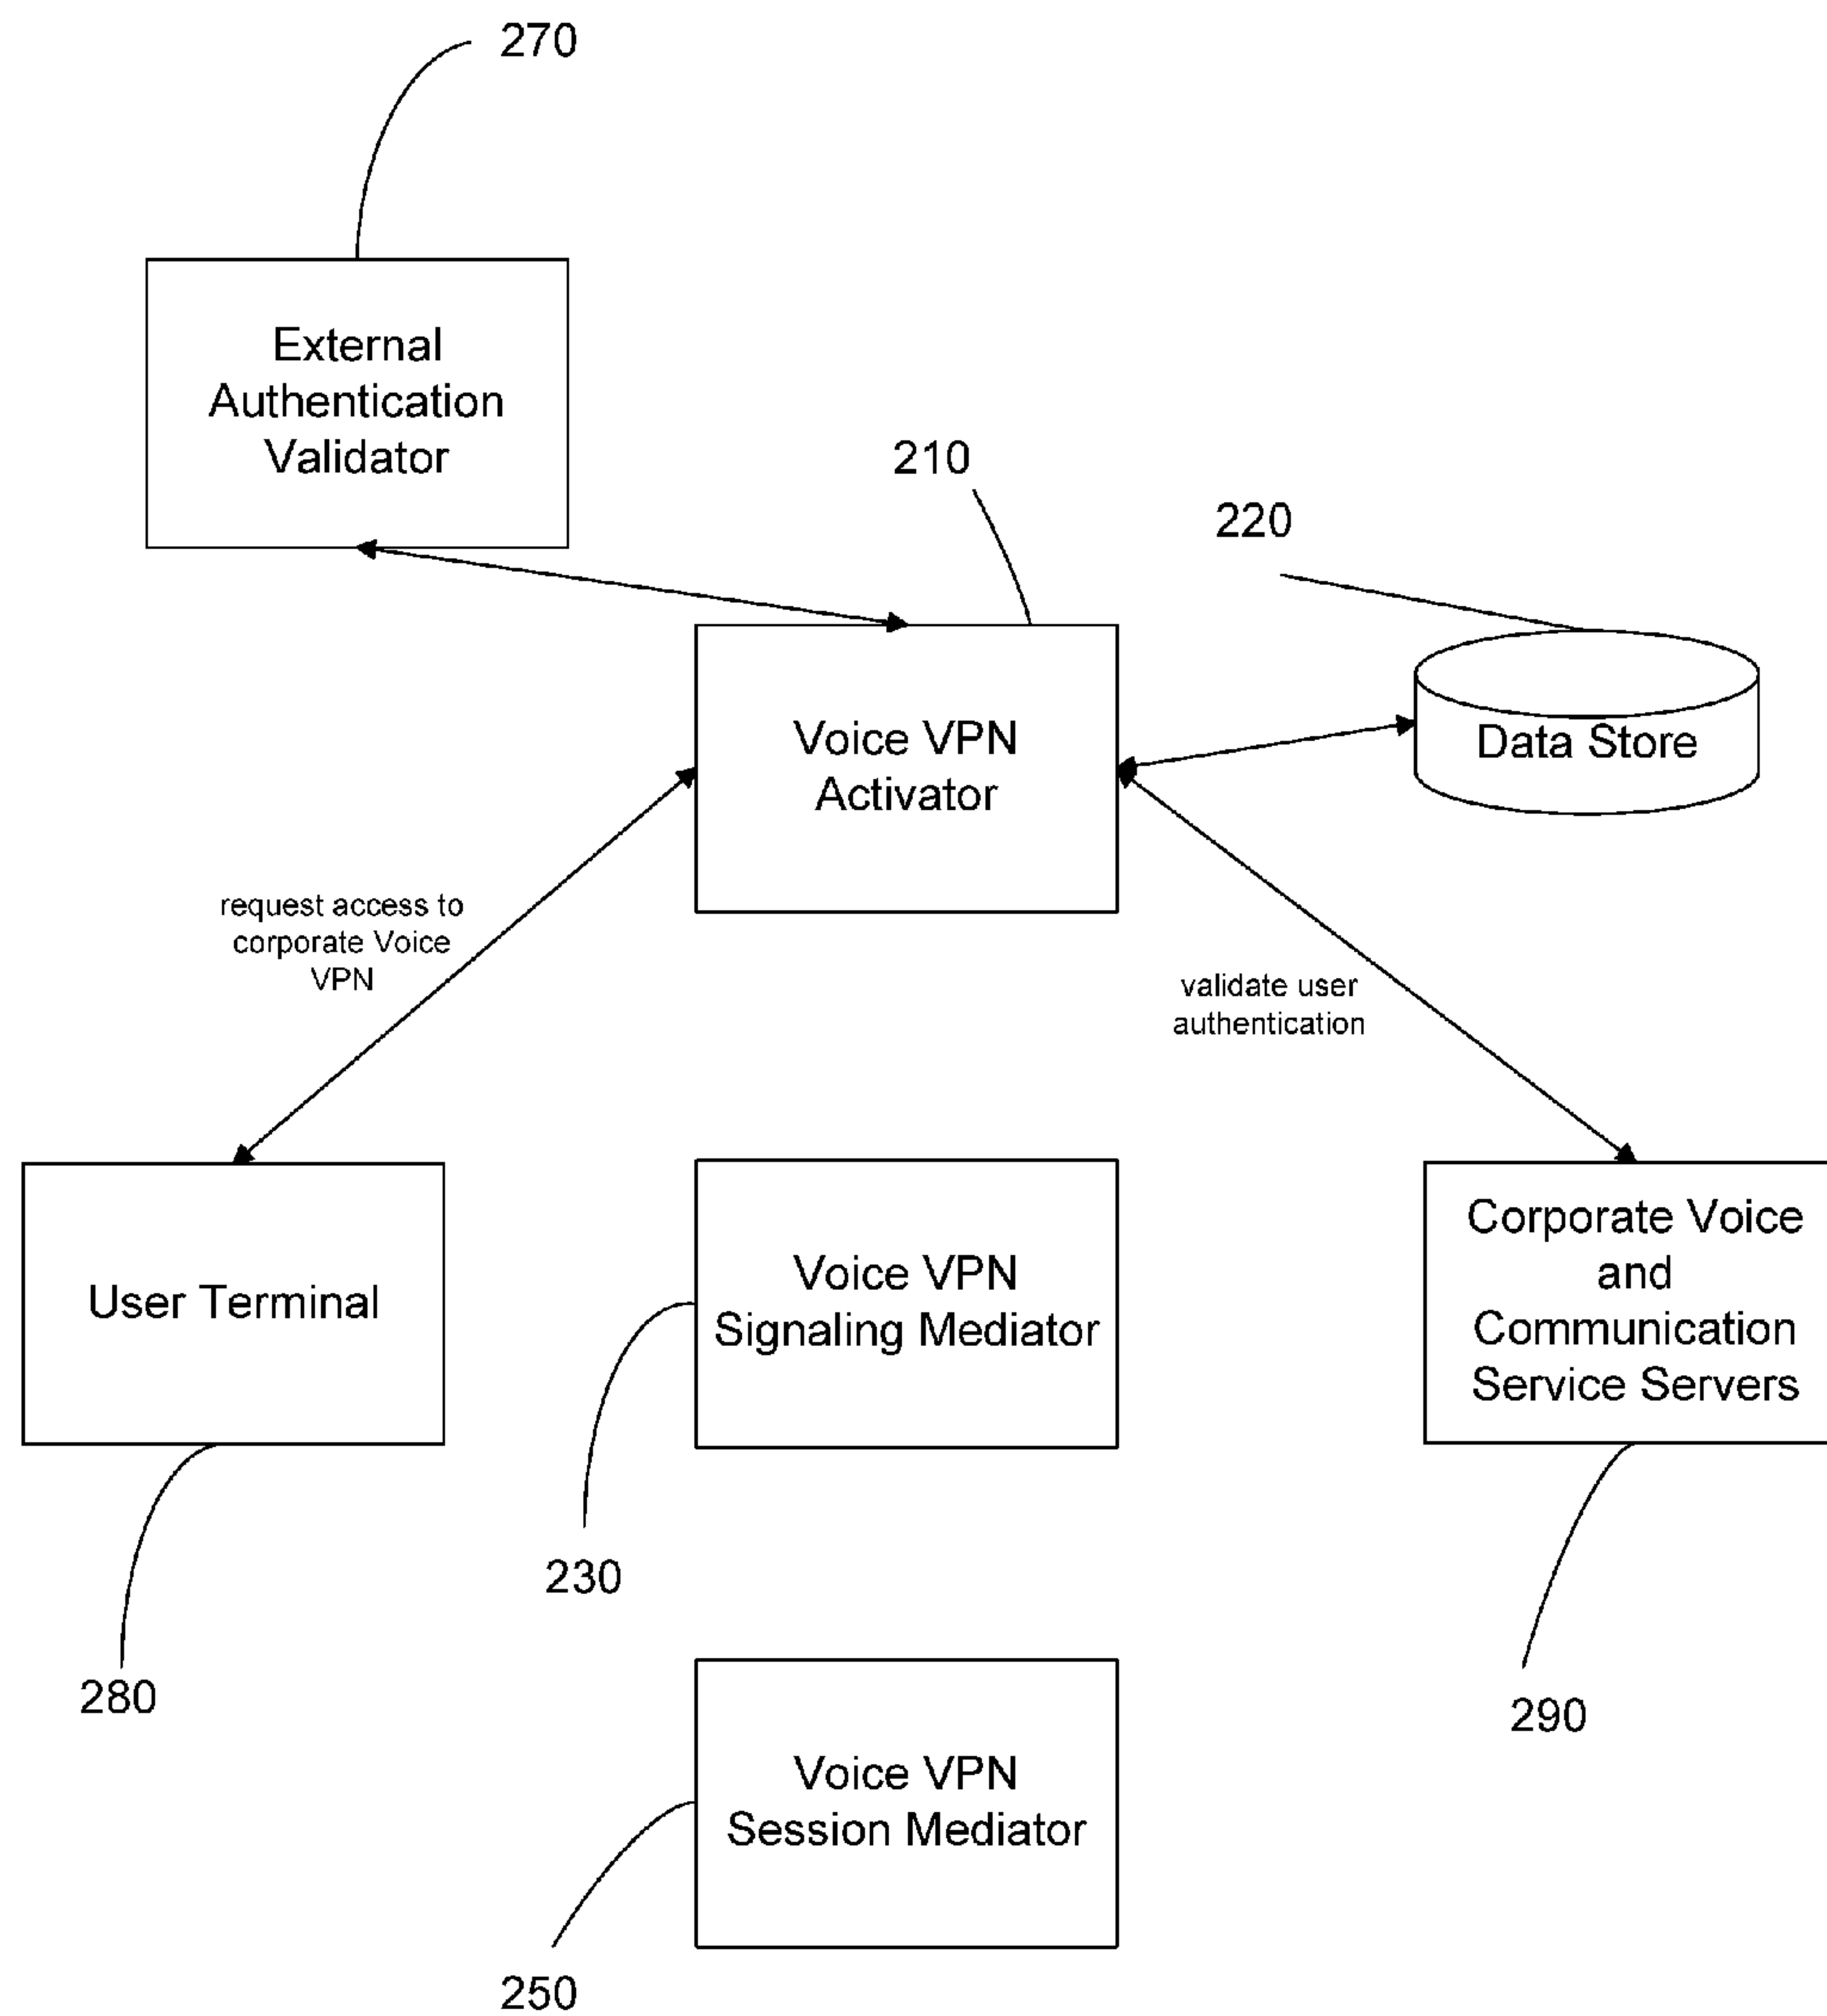 270
External
Authentication
Validator
210
220
Voice VPN
Activator
Data Store
request access to
corporate Voice
VPN
validate user
authentication
User Terminal
Voice VPN
Signaling Mediator
Corporate Voice
and
Communication
Service Servers
230
280
290
Voice VPN
Session Mediator
250